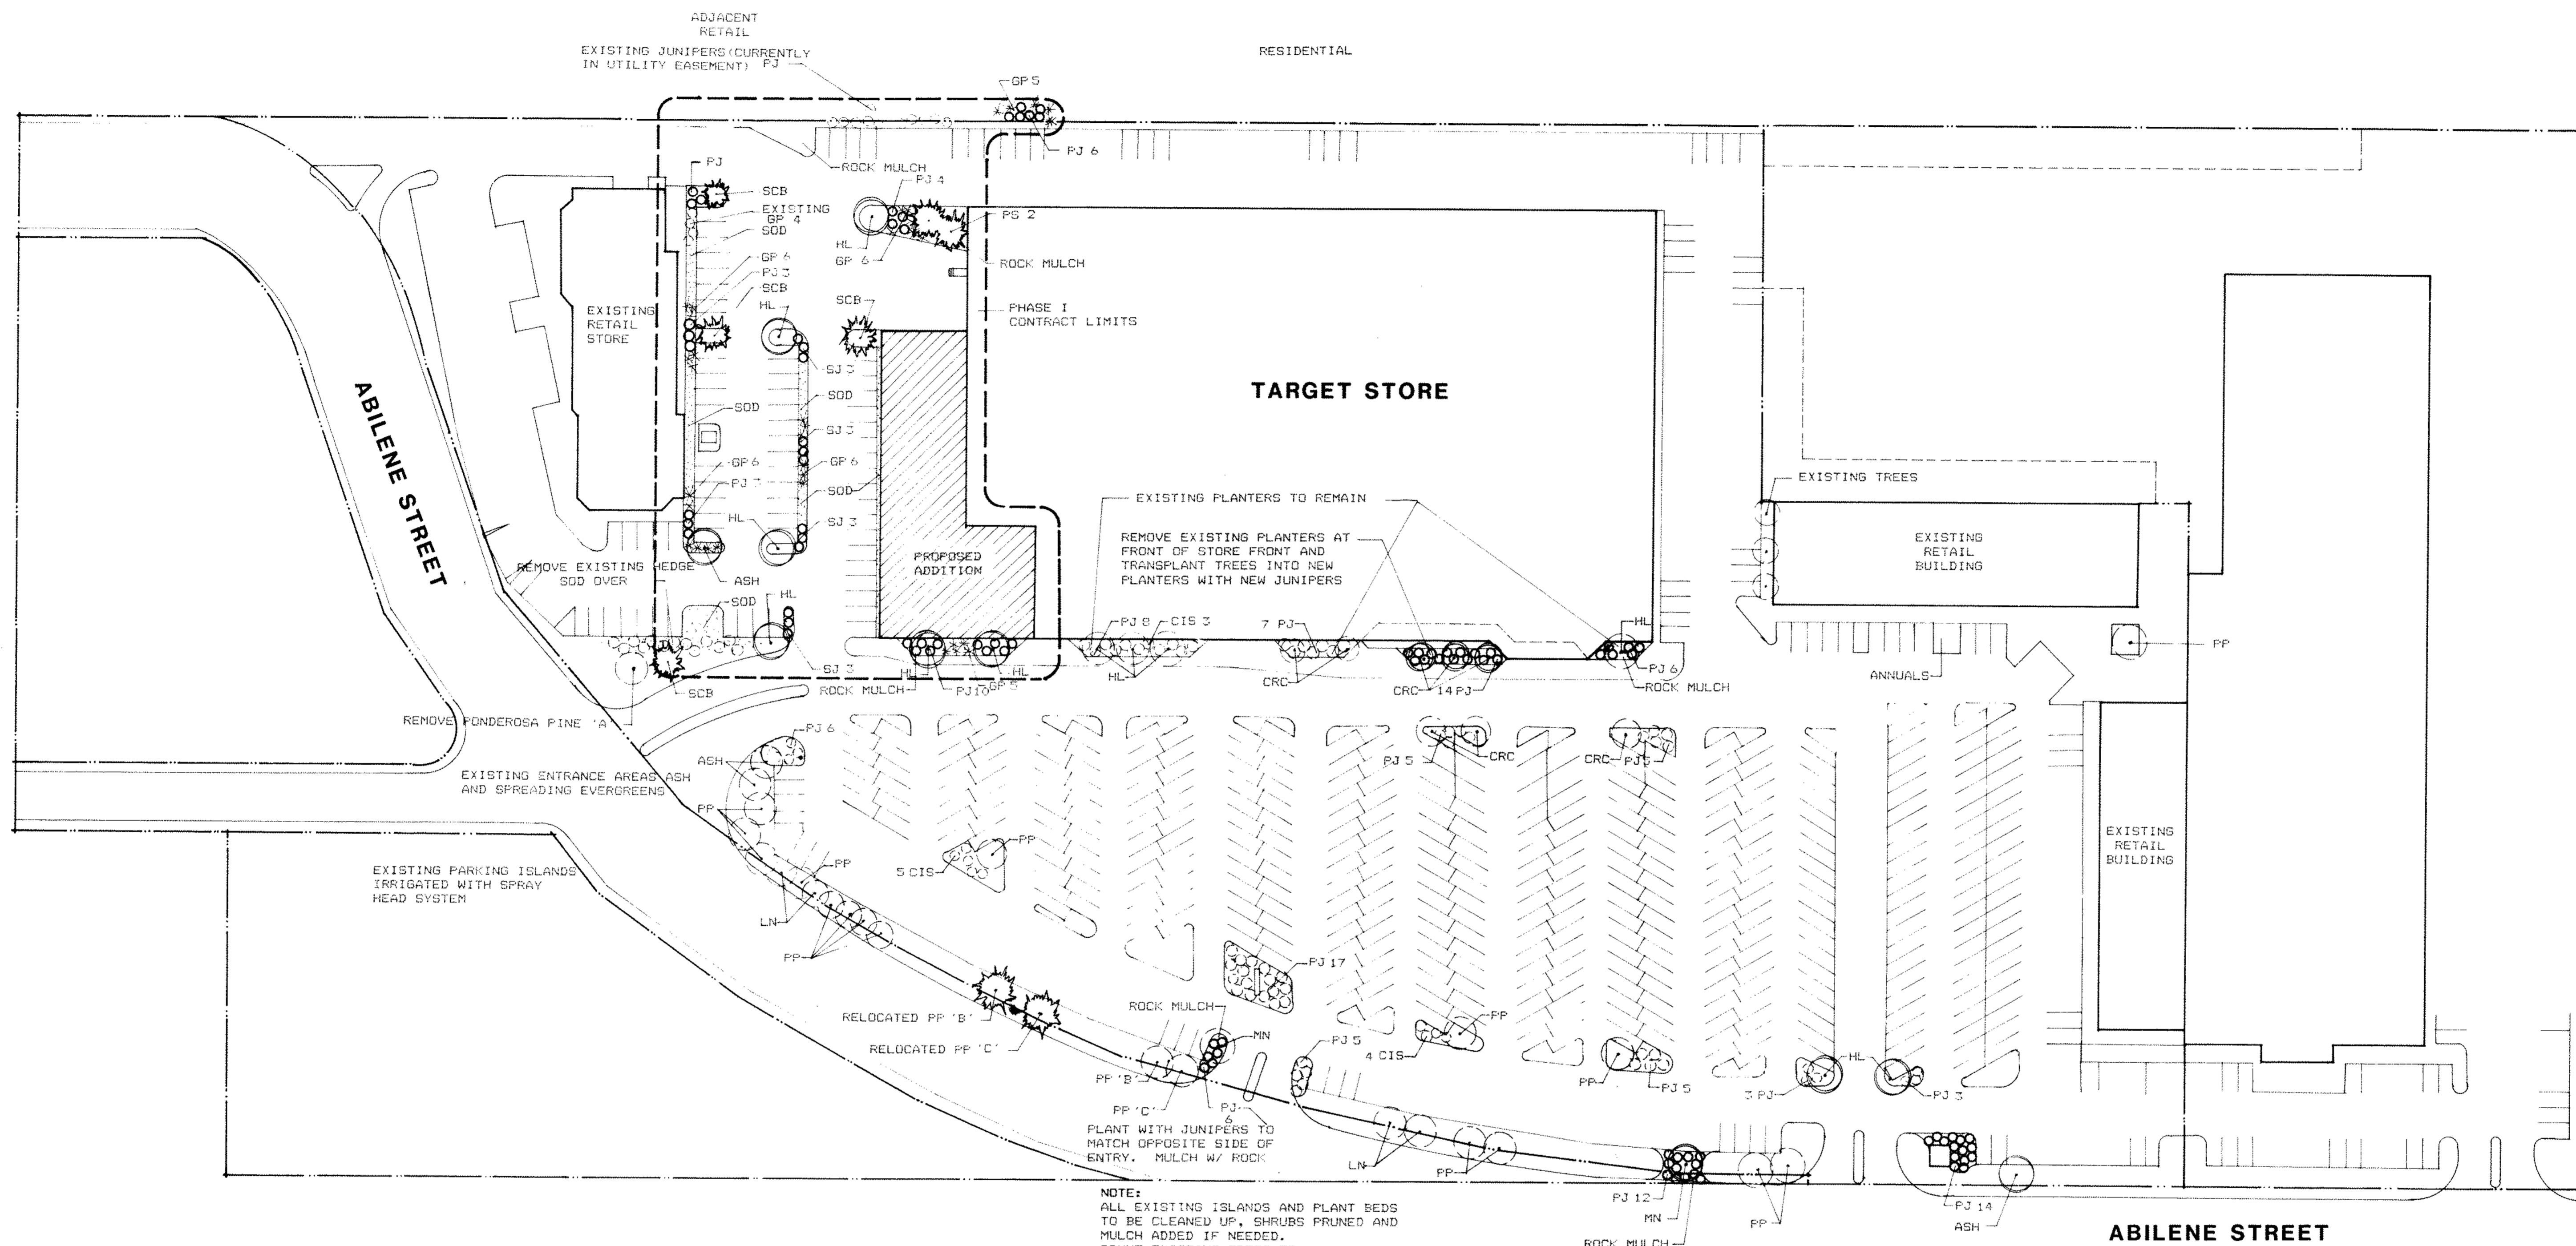 ADJACENT
RETAIL
EXISTING JUNIPERS (CURRENTLY
IN UTILITY EASEMENT) PJ
RESIDENTIAL
GP 5
PJ 6
ROCK MULCH
PJ 4
PJ
SCB
EXISTING
GP 4
SOD
PS 2
HL
GP 6
ROCK MULCH
GP 6
PJ 3
SCB
HL
SCB
PHASE I
CONTRACT LIMITS
EXISTING
RETAIL
STORE
ABILENE STREET
SJ 3
TARGET STORE
SOD
SOD
SJ 3
GP 6
GP 6
PJ 3
SOD
EXISTING TREES
EXISTING PLANTERS TO REMAIN
HL
SJ 3
REMOVE EXISTING PLANTERS AT
FRONT OF STORE FRONT AND
TRANSPLANT TREES INTO NEW
PLANTERS WITH NEW JUNIPERS
EXISTING
RETAIL
BUILDING
PROPOSED
ADDITION
REMOVE EXISTING HEDGE
SOD OVER
ASH
HL
SOD
PJ 8
CIS 3
7 PJ
HL
PP
SJ 3
HL
HL
HL
PJ 6
SCB
ROCK MULCH
PJ10
GP 5
CRC
CRC
14 PJ
ROCK MULCH
ANNUALS
REMOVE PONDEROSA PINE 'A'
PJ 6
ASH
PJ 5
CRC
CRC
PJ 5
EXISTING ENTRANCE AREAS ASH
AND SPREADING EVERGREENS
PP
PP
EXISTING
RETAIL
BUILDING
PP
5 CIS
EXISTING PARKING ISLANDS
IRRIGATED WITH SPRAY
HEAD SYSTEM
LN
PP
PJ 17
ROCK MULCH
RELOCATED PP 'B'
PP
MN
PJ 5
RELOCATED PP 'C'
4 CIS
HL
PP 'B'
PP
PJ 5
3 PJ
PJ 3
PP 'C'
PJ
6
PLANT WITH JUNIPERS TO
MATCH OPPOSITE SIDE OF
ENTRY. MULCH W/ ROCK
LN
PP
NOTE:
ALL EXISTING ISLANDS AND PLANT BEDS
TO BE CLEANED UP, SHRUBS PRUNED AND
MULCH ADDED IF NEEDED.
PJ 12
MN
PP
PJ 14
ASH
ROCK MULCH
ABILENE STREET